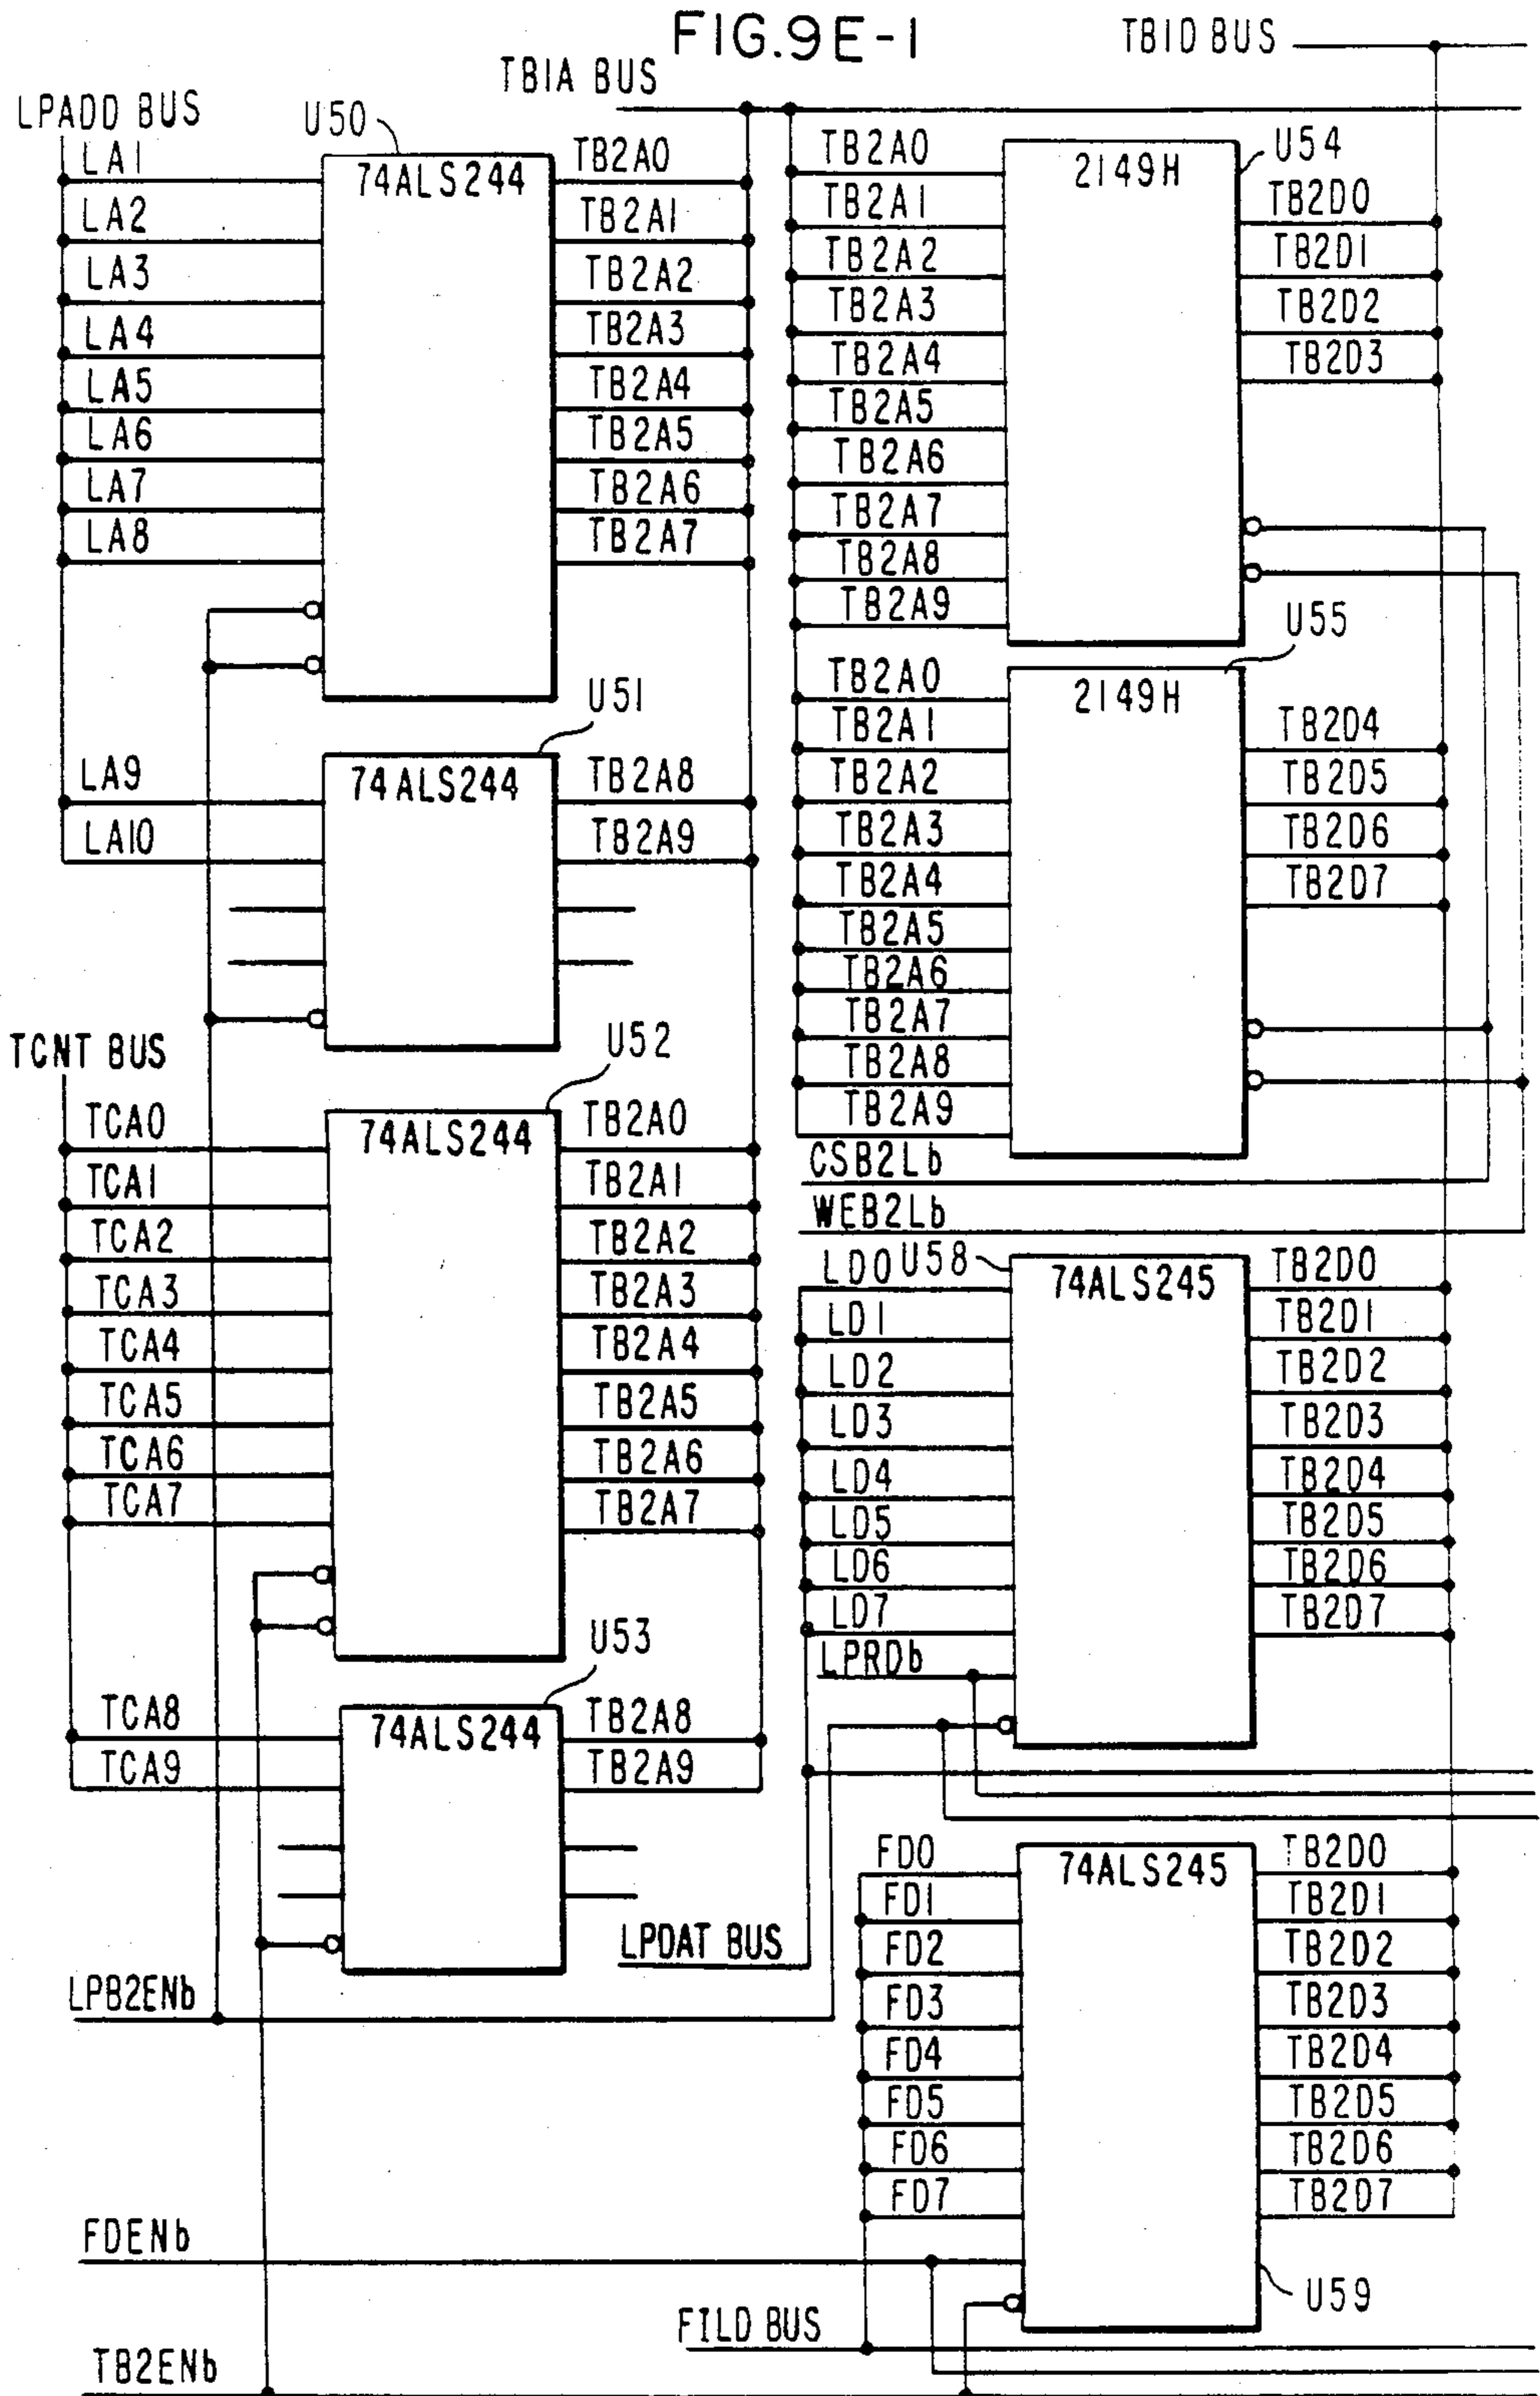 FIG.9E-1
TBID BUS
TBIA BUS
LPADD BUS
U50
74ALS244
LA1
LA2
LA3
LA4
LA5
LA6
LA7
LA8
TB2A0
TB2A1
TB2A2
TB2A3
TB2A4
TB2A5
TB2A6
TB2A7
U51
74ALS244
LA9
LA10
TB2A8
TB2A9
TCNT BUS
U52
74ALS244
TCA0
TCA1
TCA2
TCA3
TCA4
TCA5
TCA6
TCA7
TB2A0
TB2A1
TB2A2
TB2A3
TB2A4
TB2A5
TB2A6
TB2A7
U53
74ALS244
TCA8
TCA9
TB2A8
TB2A9
LPB2ENb
FDENb
TB2ENb
U54
2149H
TB2A0
TB2A1
TB2A2
TB2A3
TB2A4
TB2A5
TB2A6
TB2A7
TB2A8
TB2A9
TB2D0
TB2D1
TB2D2
TB2D3
U55
2149H
TB2A0
TB2A1
TB2A2
TB2A3
TB2A4
TB2A5
TB2A6
TB2A7
TB2A8
TB2A9
TB2D4
TB2D5
TB2D6
TB2D7
CSB2Lb
WEB2Lb
U58
74ALS245
LD0
LD1
LD2
LD3
LD4
LD5
LD6
LD7
LPRDb
TB2D0
TB2D1
TB2D2
TB2D3
TB2D4
TB2D5
TB2D6
TB2D7
LPDAT BUS
74ALS245
FD0
FD1
FD2
FD3
FD4
FD5
FD6
FD7
TB2D0
TB2D1
TB2D2
TB2D3
TB2D4
TB2D5
TB2D6
TB2D7
U59
FILD BUS